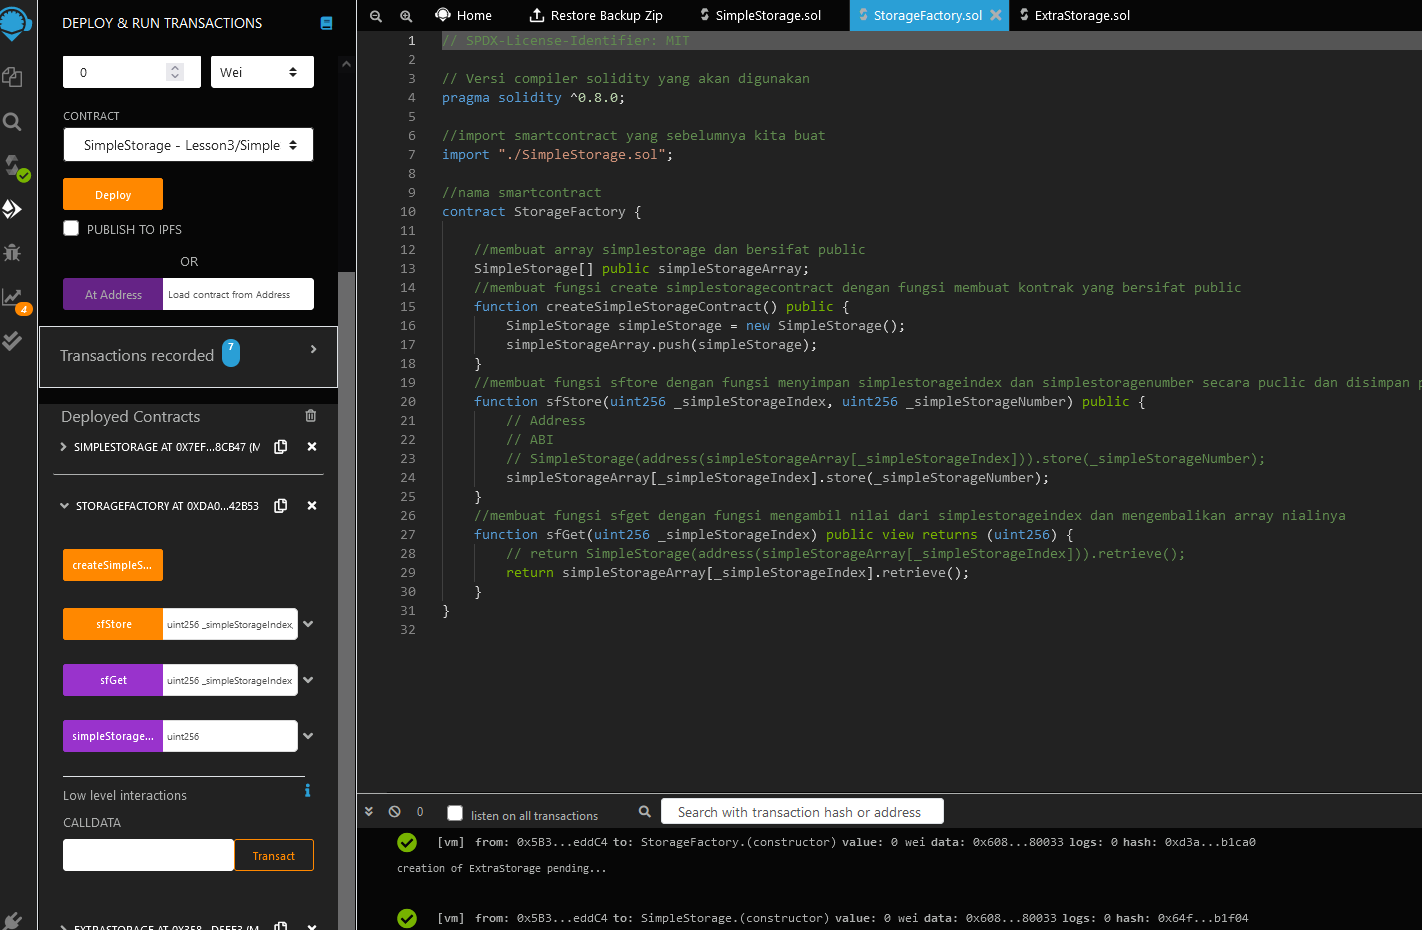 DEPLOY & RUN TRANSACTIONS
0
Wei
CONTRACT
SimpleStorage - Lesson3/Simple
Deploy
PUBLISH TO IPFS
OR
At Address
Load contract from Address
4
Transactions recorded 7
Deployed Contracts
SIMPLESTORAGE AT 0X7EF...8CB47 (M
STORAGEFACTORY AT 0XDA0...42B53
createSimpleS...
sfStore
uint256 _simpleStorageIndex,
sfGet
uint256 _simpleStorageIndex
simpleStorage...
uint256
Low level interactions
i
CALLDATA
Transact
Home
Restore Backup Zip
SimpleStorage.sol
StorageFactory.sol
ExtraStorage.sol
1 // SPDX-License-Identifier: MIT
2
3 // Versi compiler solidity yang akan digunakan
4 pragma solidity ^0.8.0;
5
6 //import smartcontract yang sebelumnya kita buat
7 import "./SimpleStorage.sol";
8
9 //nama smartcontract
10 contract StorageFactory {
11
12 //membuat array simplestorage dan bersifat public
13 SimpleStorage[] public simpleStorageArray;
14 //membuat fungsi create simplestoragecontract dengan fungsi membuat kontrak yang bersifat public
15 function createSimpleStorageContract() public {
16 SimpleStorage simpleStorage = new SimpleStorage();
17 simpleStorageArray.push(simpleStorage);
18 }
19 //membuat fungsi sftore dengan fungsi menyimpan simplestorageindex dan simplestoragenumber secara puclic dan disimpan p
20 function sfStore(uint256 _simpleStorageIndex, uint256 _simpleStorageNumber) public {
21 // Address
22 // ABI
23 // SimpleStorage(address(simpleStorageArray[_simpleStorageIndex])).store(_simpleStorageNumber);
24 simpleStorageArray[_simpleStorageIndex].store(_simpleStorageNumber);
25 }
26 //membuat fungsi sfget dengan fungsi mengambil nilai dari simplestorageindex dan mengembalikan array nialinya
27 function sfGet(uint256 _simpleStorageIndex) public view returns (uint256) {
28 // return SimpleStorage(address(simpleStorageArray[_simpleStorageIndex])).retrieve();
29 return simpleStorageArray[_simpleStorageIndex].retrieve();
30 }
31 }
32
0
listen on all transactions
Search with transaction hash or address
[vm] from: 0x5B3...eddC4 to: StorageFactory.(constructor) value: 0 wei data: 0x608...80033 logs: 0 hash: 0xd3a...b1ca0
creation of ExtraStorage pending...
[vm] from: 0x5B3...eddC4 to: SimpleStorage.(constructor) value: 0 wei data: 0x608...80033 logs: 0 hash: 0x64f...b1f04